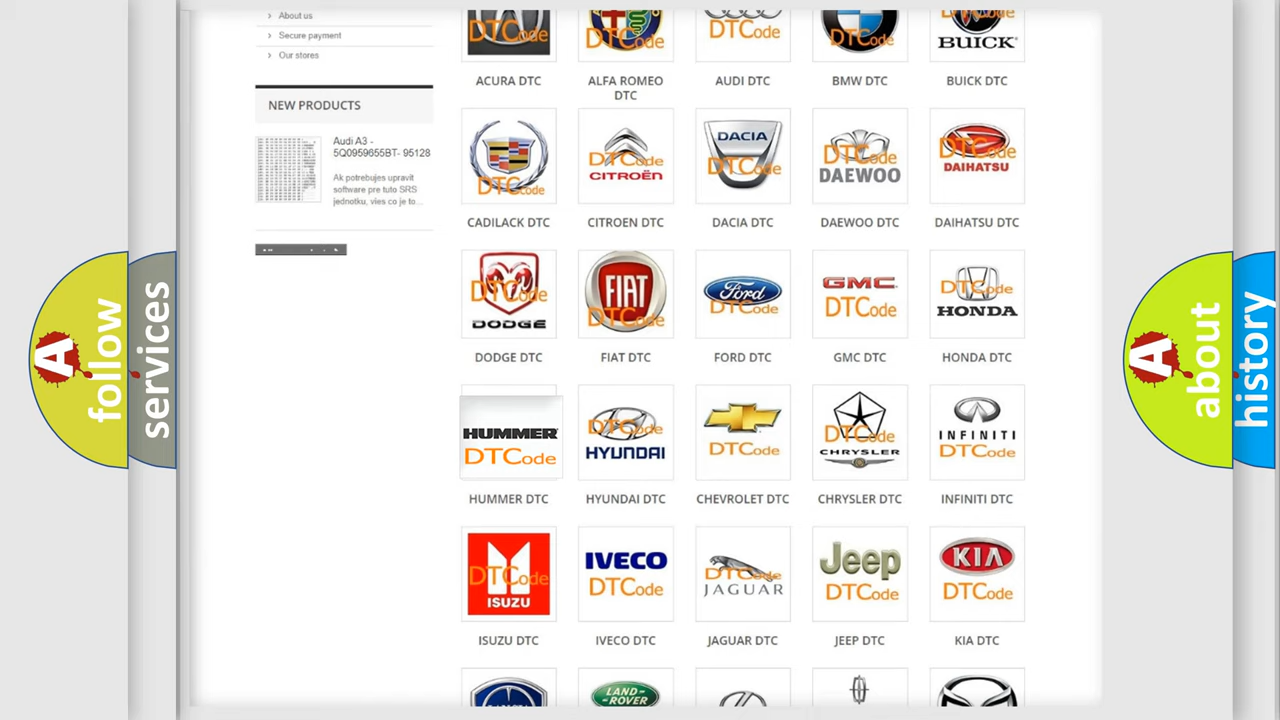 About us
Secure payment
Our stores
NEW PRODUCTS
Audi A3 -
5Q0959655BT- 95128
Ak potrebujes upravit
software pre tuto SRS
jednotku, vies co je to...
DTCode
DTCode
DTCode
DTCode
BUICK
ACURA DTC
ALFA ROMEO
DTC
AUDI DTC
BMW DTC
BUICK DTC
DTCode
DTCode
CITROËN
DACIA
DTCode
DTCode
DAEWOO
DTCode
DAIHATSU
CADILACK DTC
CITROEN DTC
DACIA DTC
DAEWOO DTC
DAIHATSU DTC
DTCode
DODGE
FIAT
DTCode
Ford
DTCode
GMC
DTCode
DTCode
HONDA
DODGE DTC
FIAT DTC
FORD DTC
GMC DTC
HONDA DTC
HUMMER
DTCode
DTCode
HYUNDAI
DTCode
DTCode
CHRYSLER
INFINITI
DTCode
HUMMER DTC
HYUNDAI DTC
CHEVROLET DTC
CHRYSLER DTC
INFINITI DTC
DTCode
ISUZU
IVECO
DTCode
DTCode
JAGUAR
Jeep
DTCode
KIA
DTCode
ISUZU DTC
IVECO DTC
JAGUAR DTC
JEEP DTC
KIA DTC
LAND-
ROVER
A
follow
services
A
about
history